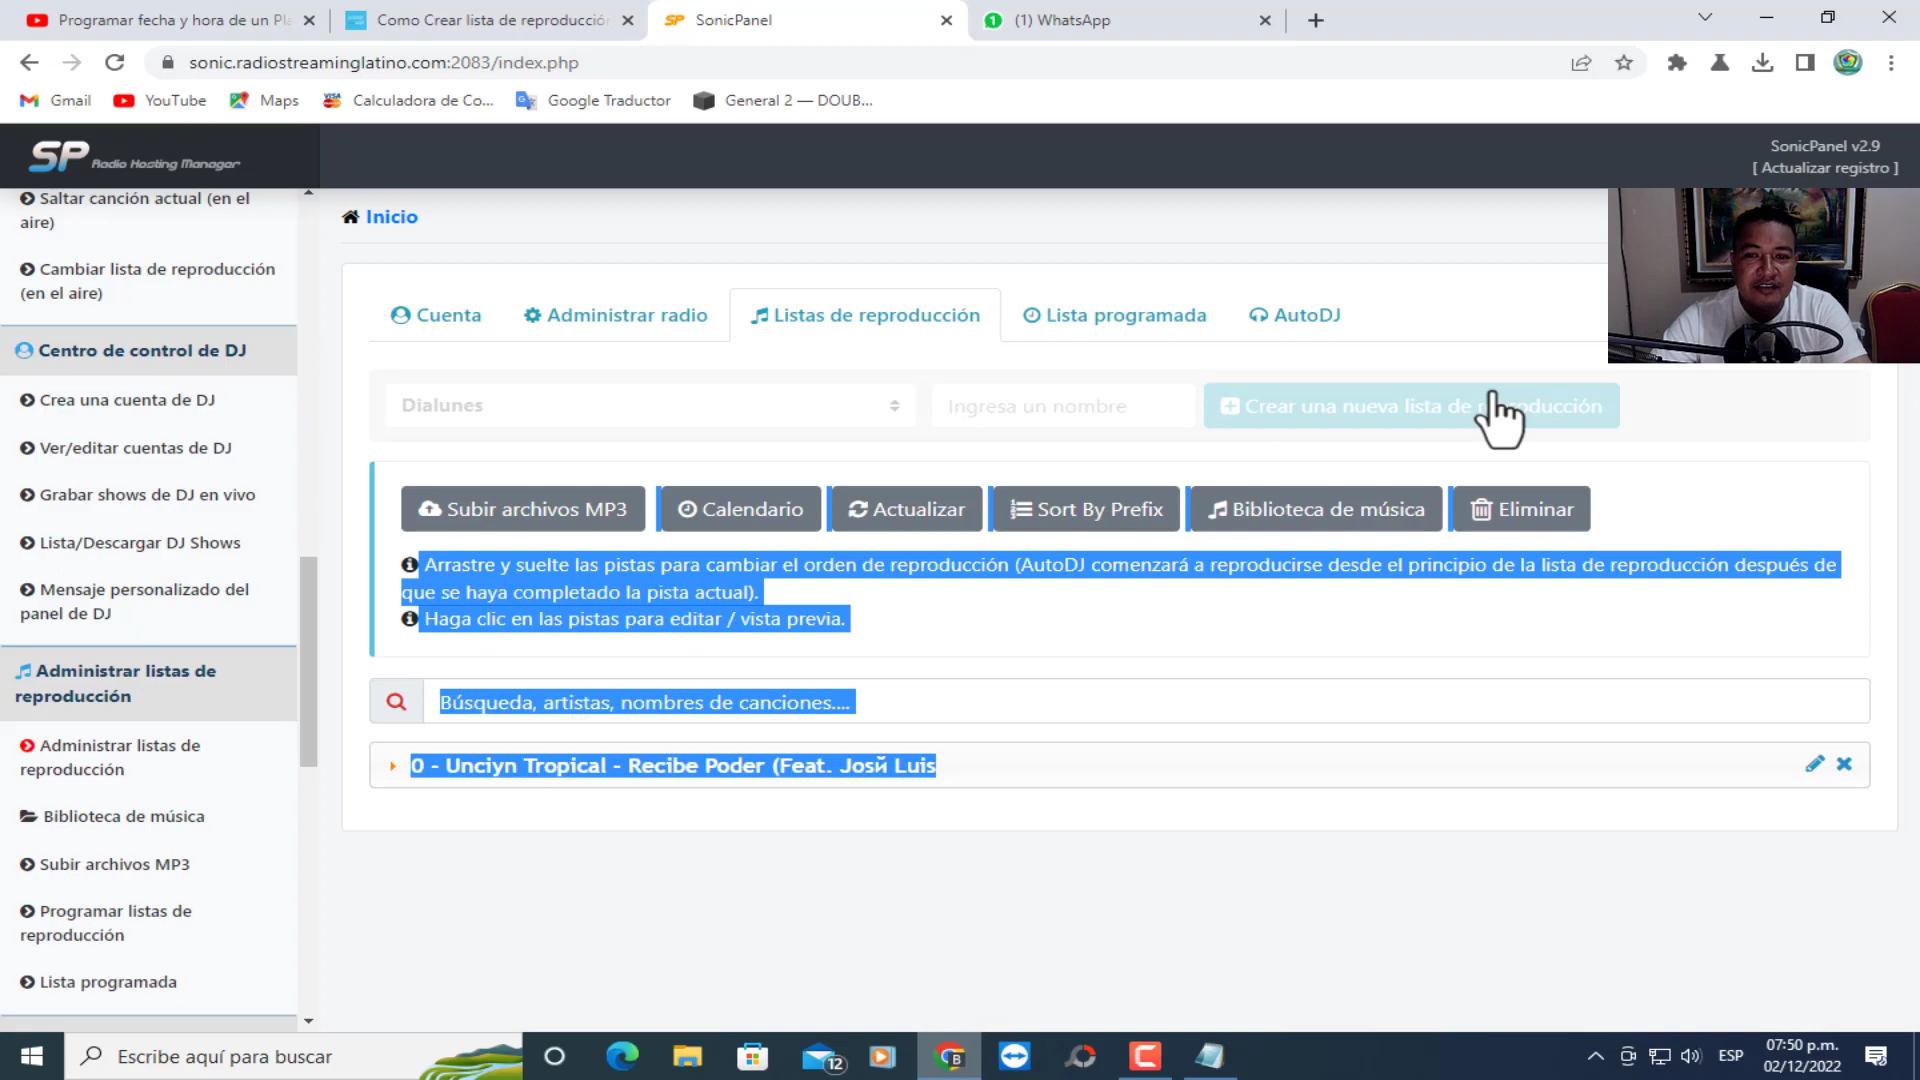 Programar fecha y hora de un Pla
Como Crear lista de reproducción
SonicPanel
(1) WhatsApp
sonic.radiostreaminglatino.com:2083/index.php
Gmail
YouTube
Maps
Calculadora de Co...
Google Traductor
General 2 — DOUB...
SP Radio Hosting Manager
SonicPanel v2.9
[ Actualizar registro ]
Saltar canción actual (en el
aire)
Cambiar lista de reproducción
(en el aire)
Centro de control de DJ
Crea una cuenta de DJ
Ver/editar cuentas de DJ
Grabar shows de DJ en vivo
Lista/Descargar DJ Shows
Mensaje personalizado del
panel de DJ
Administrar listas de
reproducción
Administrar listas de
reproducción
Biblioteca de música
Subir archivos MP3
Programar listas de
reproducción
Lista programada
Inicio
Cuenta
Administrar radio
Listas de reproducción
Lista programada
AutoDJ
Dialunes
Ingresa un nombre
Crear una nueva lista de reproducción
Subir archivos MP3
Calendario
Actualizar
Sort By Prefix
Biblioteca de música
Eliminar
Arrastre y suelte las pistas para cambiar el orden de reproducción (AutoDJ comenzará a reproducirse desde el principio de la lista de reproducción después de
que se haya completado la pista actual).
Haga clic en las pistas para editar / vista previa.
Búsqueda, artistas, nombres de canciones....
0 - Unciyn Tropical - Recibe Poder (Feat. Josй Luis
Escribe aquí para buscar
12
ESP
07:50 p.m.
02/12/2022